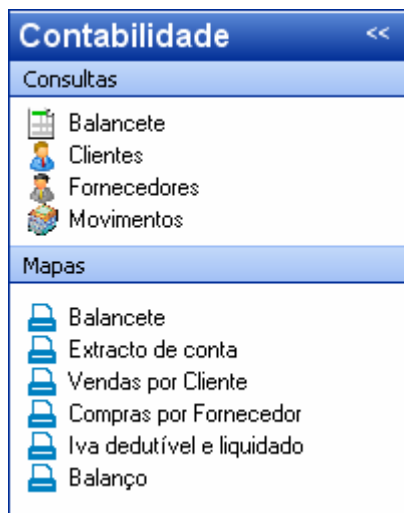 Contabilidade <<
Consultas
Balancete
Clientes
Fornecedores
Movimentos
Mapas
Balancete
Extracto de conta
Vendas por Cliente
Compras por Fornecedor
Iva dedutível e liquidado
Balanço